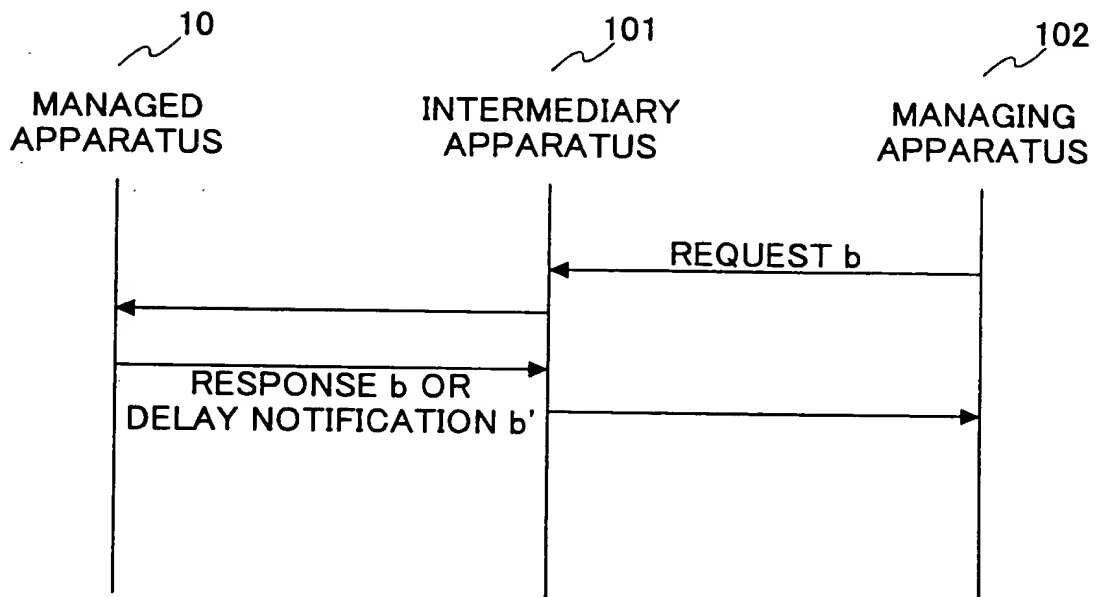 10
101
102
MANAGED
APPARATUS
INTERMEDIARY
APPARATUS
MANAGING
APPARATUS
REQUEST b
RESPONSE b OR
DELAY NOTIFICATION b'